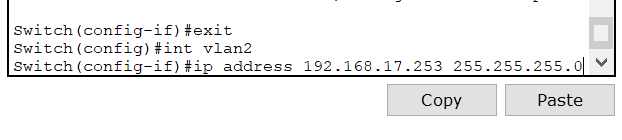 Switch(config-if)#exit
Switch(config)#int vlan2
Switch(config-if)#ip address 192.168.17.253 255.255.255.0
Copy Paste